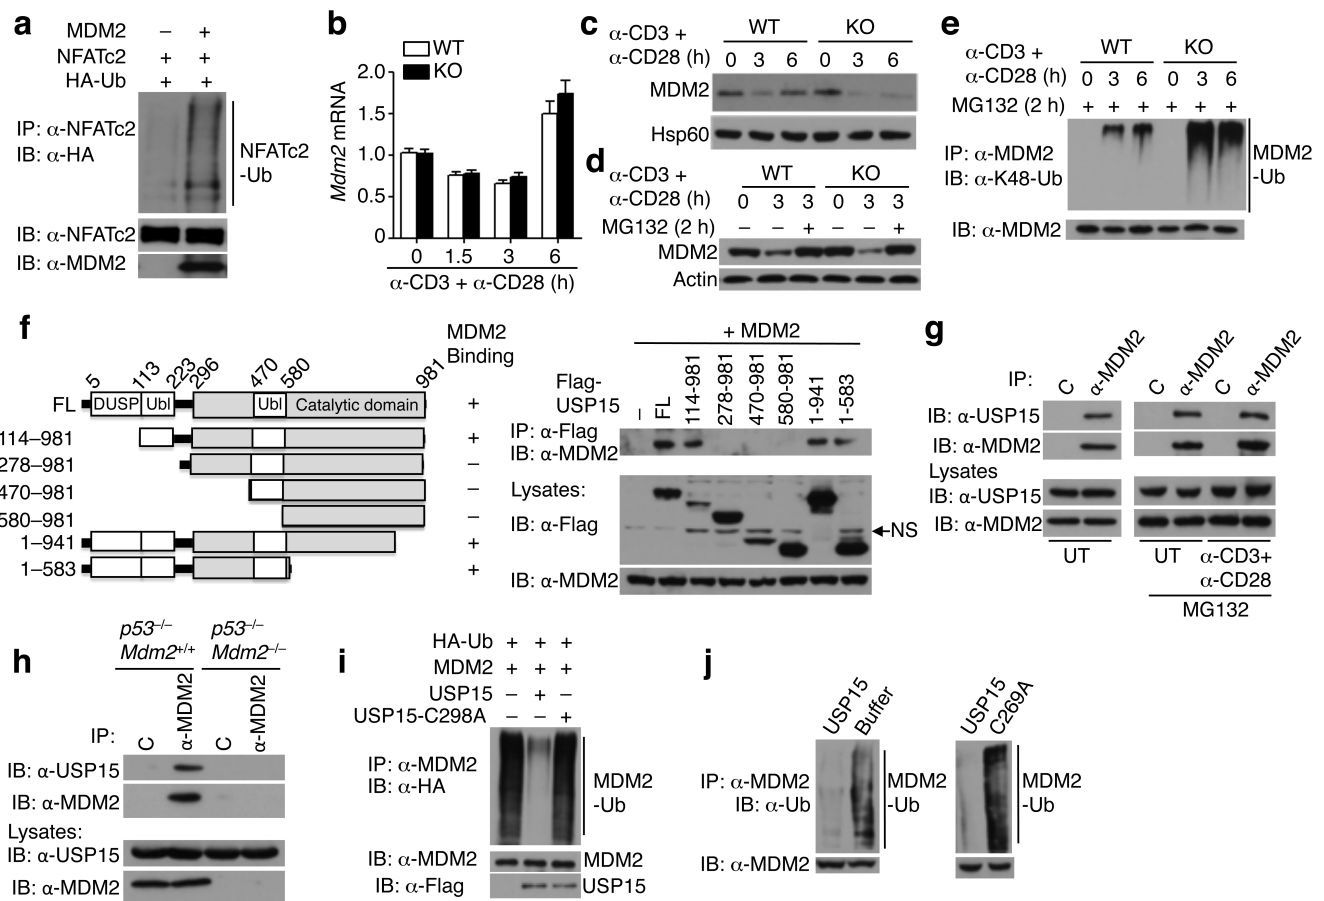 a
MDM2 – +
NFATc2 + +
HA-Ub + +
IP: α-NFATc2
IB: α-HA
NFATc2
-Ub
IB: α-NFATc2
IB: α-MDM2
b
WT
KO
Mdm2 mRNA
2.0
1.5
1.0
0.5
0
0 1.5 3 6
α-CD3 + α-CD28 (h)
c
α-CD3 + WT KO
α-CD28 (h) 0 3 6 0 3 6
MDM2
Hsp60
d
α-CD3 + WT KO
α-CD28 (h) 0 3 3 0 3 3
MG132 (2 h) – – + – – +
MDM2
Actin
e
α-CD3 + WT KO
α-CD28 (h) 0 3 6 0 3 6
MG132 (2 h) + + + + + +
IP: α-MDM2
IB: α-K48-Ub
MDM2
-Ub
IB: α-MDM2
f
MDM2
Binding
5 113 223 296 470 580 981
FL DUSP Ubl Ubl Catalytic domain +
114–981 +
278–981 –
470–981 –
580–981 –
1–941 +
1–583 +
+ MDM2
Flag-
USP15
– FL 114-981 278-981 470-981 580-981 1-941 1-583
IP: α-Flag
IB: α-MDM2
Lysates:
IB: α-Flag
NS
IB: α-MDM2
g
IP: C α-MDM2 C α-MDM2 C α-MDM2
IB: α-USP15
IB: α-MDM2
Lysates
IB: α-USP15
IB: α-MDM2
UT UT α-CD3+
α-CD28
MG132
h
p53–/– p53–/–
Mdm2+/+ Mdm2–/–
IP: C α-MDM2 C α-MDM2
IB: α-USP15
IB: α-MDM2
Lysates:
IB: α-USP15
IB: α-MDM2
i
HA-Ub + + +
MDM2 + + +
USP15 – + –
USP15-C298A – – +
IP: α-MDM2
IB: α-HA
MDM2
-Ub
IB: α-MDM2 MDM2
IB: α-Flag USP15
j
USP15 Buffer USP15 C269A
IP: α-MDM2
IB: α-Ub
MDM2
-Ub
MDM2
-Ub
IB: α-MDM2